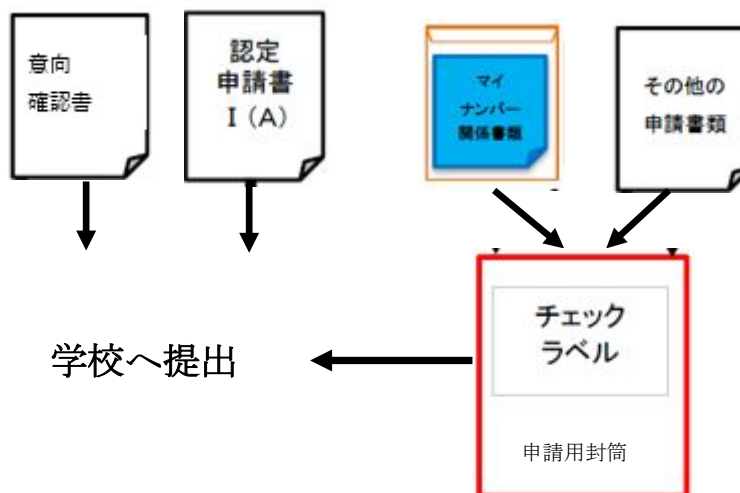 意向
確認書
認定
申請書
Ⅰ（A）
マイ
ナンバー
関係書類
その他の
申請書類
チェック
ラベル
学校へ提出
申請用封筒